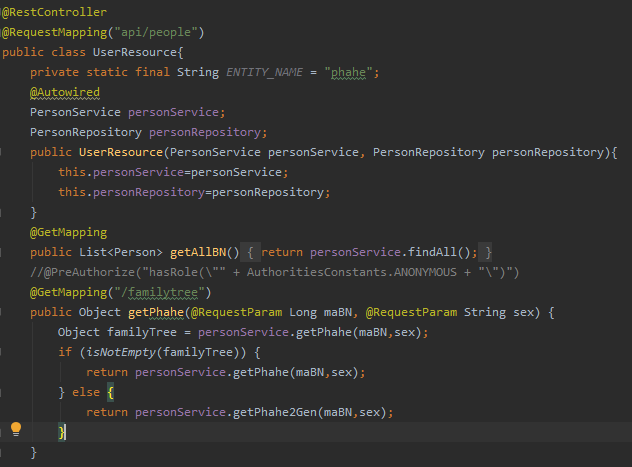 @RestController
@RequestMapping("api/people")
public class UserResource{
    private static final String ENTITY_NAME = "phahe";
    @Autowired
    PersonService personService;
    PersonRepository personRepository;
    public UserResource(PersonService personService, PersonRepository personRepository){
        this.personService=personService;
        this.personRepository=personRepository;
    }
    @GetMapping
    public List<Person> getAllBN() { return personService.findAll(); }
    //@PreAuthorize("hasRole(\"" + AuthoritiesConstants.ANONYMOUS + "\")")
    @GetMapping("/familytree")
    public Object getPhahe(@RequestParam Long maBN, @RequestParam String sex) {
        Object familyTree = personService.getPhahe(maBN,sex);
        if (isNotEmpty(familyTree)) {
            return personService.getPhahe(maBN,sex);
        } else {
            return personService.getPhahe2Gen(maBN,sex);
        }
    }